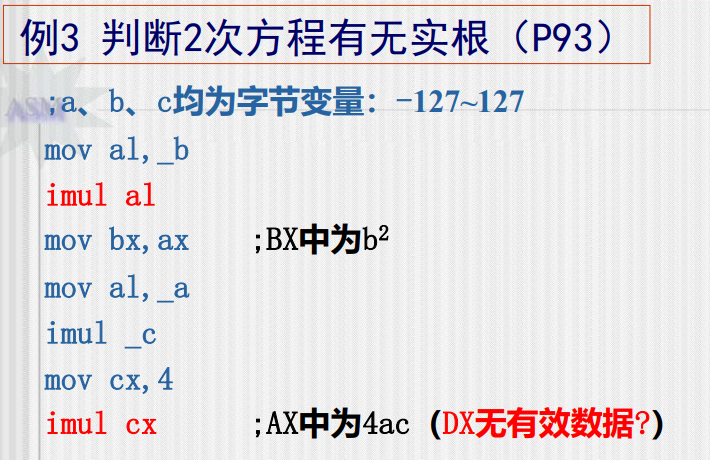 例3 判断2次方程有无实根（P93）
;a、b、c均为字节变量：-127~127
ASM
mov al,_b
imul al
mov bx,ax ;BX中为b²
mov al,_a
imul _c
mov cx,4
imul cx ;AX中为4ac (DX无有效数据?)